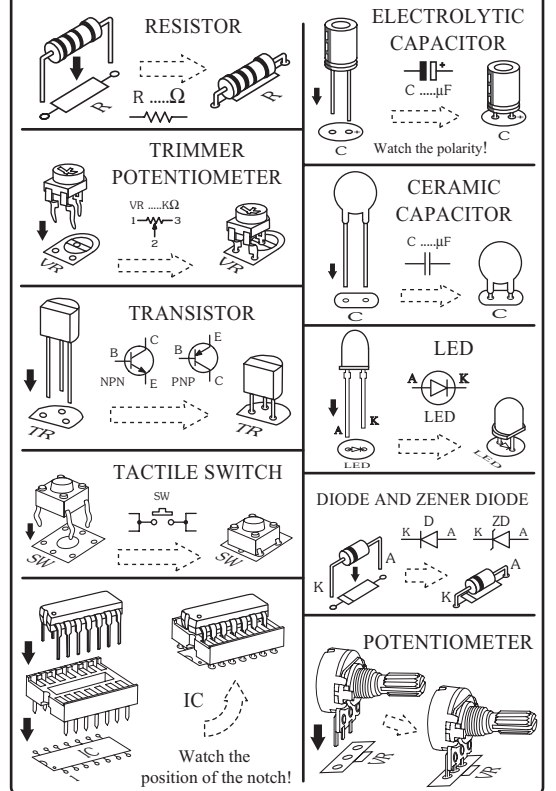 RESISTOR
R .....Ω
R
R
TRIMMER
POTENTIOMETER
VR .....KΩ
1 3
2
VR
VR
TRANSISTOR
B C E
NPN
B E C
PNP
TR
TR
TACTILE SWITCH
SW
SW
SW
IC
IC
Watch the
position of the notch!
ELECTROLYTIC
CAPACITOR
+
C .....µF
+
C
+
C
Watch the polarity!
CERAMIC
CAPACITOR
C .....µF
C
C
LED
A K
LED
A K
LED
LED
DIODE AND ZENER DIODE
D ZD
K A K A
A
K
A
K
POTENTIOMETER
VR
VR